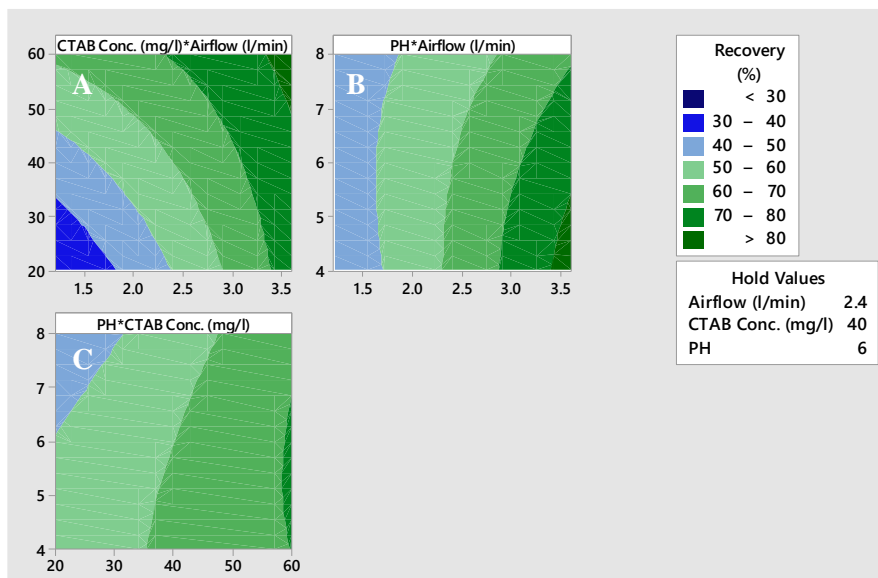 CTAB Conc. (mg/l)*Airflow (l/min)
A
60
50
40
30
20
1.5 2.0 2.5 3.0 3.5
PH*Airflow (l/min)
B
8
7
6
5
4
1.5 2.0 2.5 3.0 3.5
PH*CTAB Conc. (mg/l)
C
8
7
6
5
4
20 30 40 50 60
Recovery
(%)
< 30
30 – 40
40 – 50
50 – 60
60 – 70
70 – 80
> 80
Hold Values
Airflow (l/min) 2.4
CTAB Conc. (mg/l) 40
PH 6